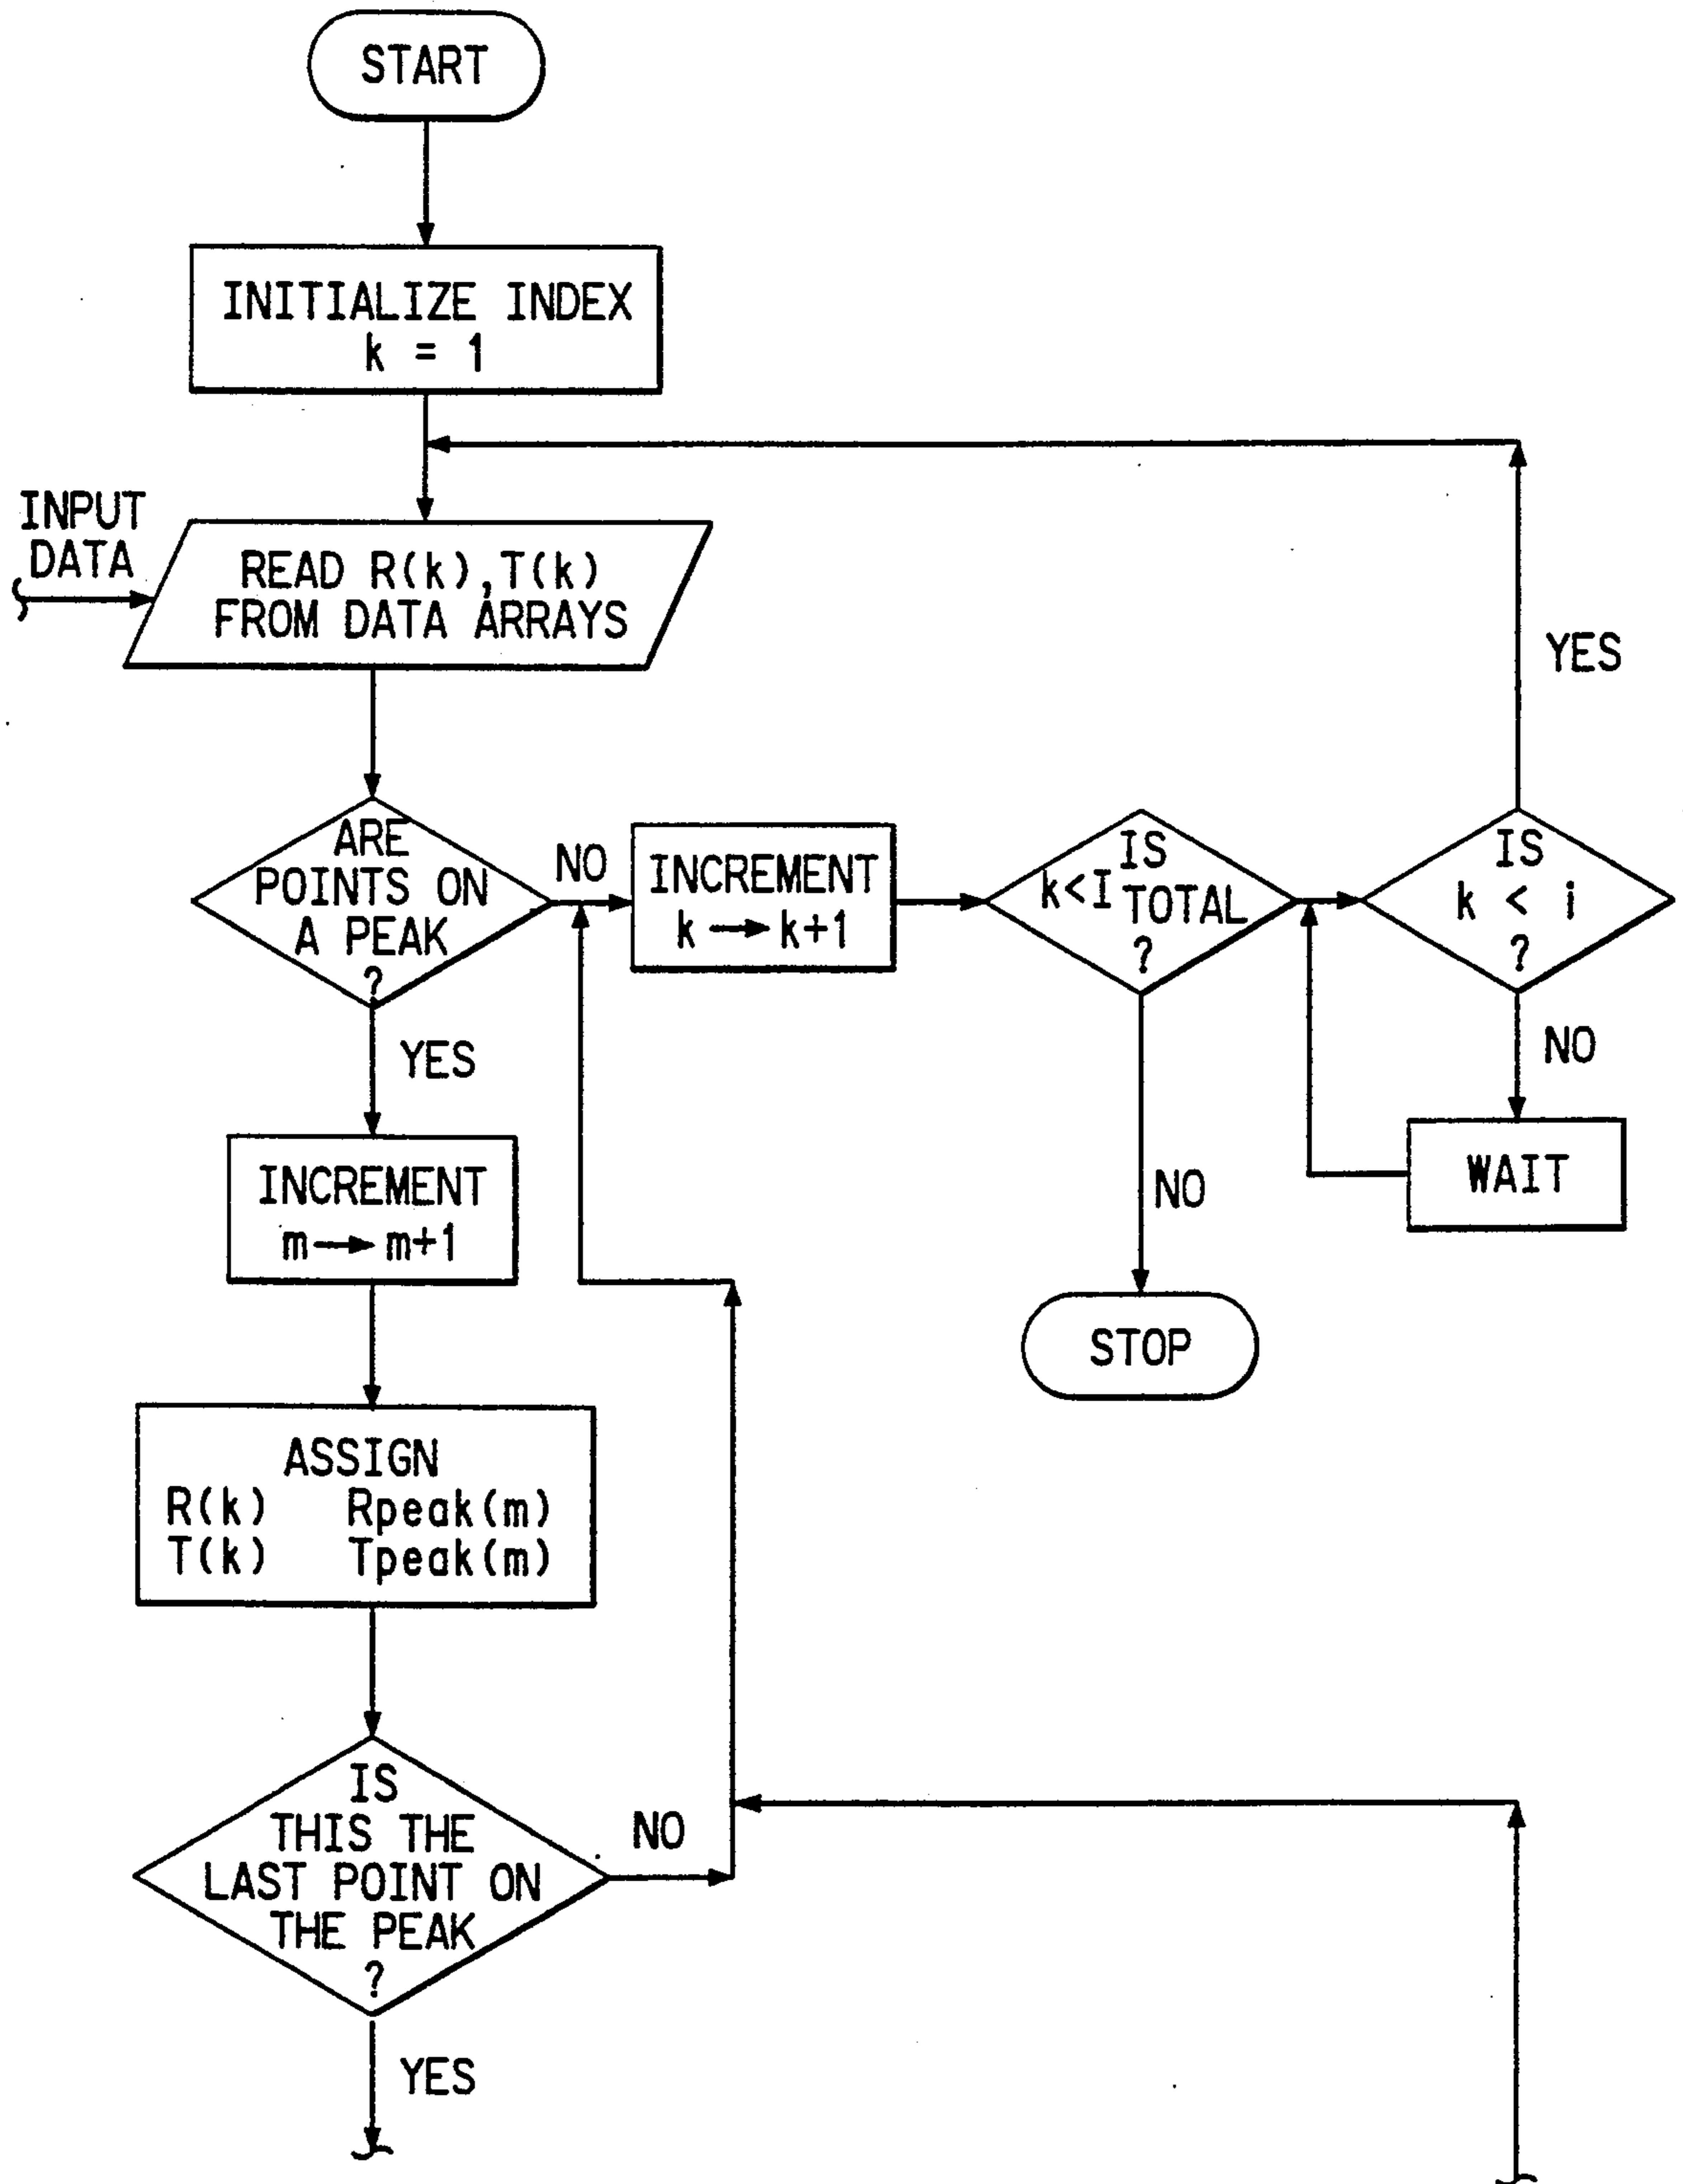 START
INITIALIZE INDEX
k = 1
INPUT
DATA
READ R(k),T(k)
FROM DATA ARRAYS
YES
ARE
POINTS ON
A PEAK
?
NO
INCREMENT
k → k+1
IS
k<I TOTAL
?
IS
k < i
?
YES
NO
WAIT
NO
INCREMENT
m → m+1
STOP
ASSIGN
R(k) Rpeak(m)
T(k) Tpeak(m)
IS
THIS THE
LAST POINT ON
THE PEAK
?
NO
YES